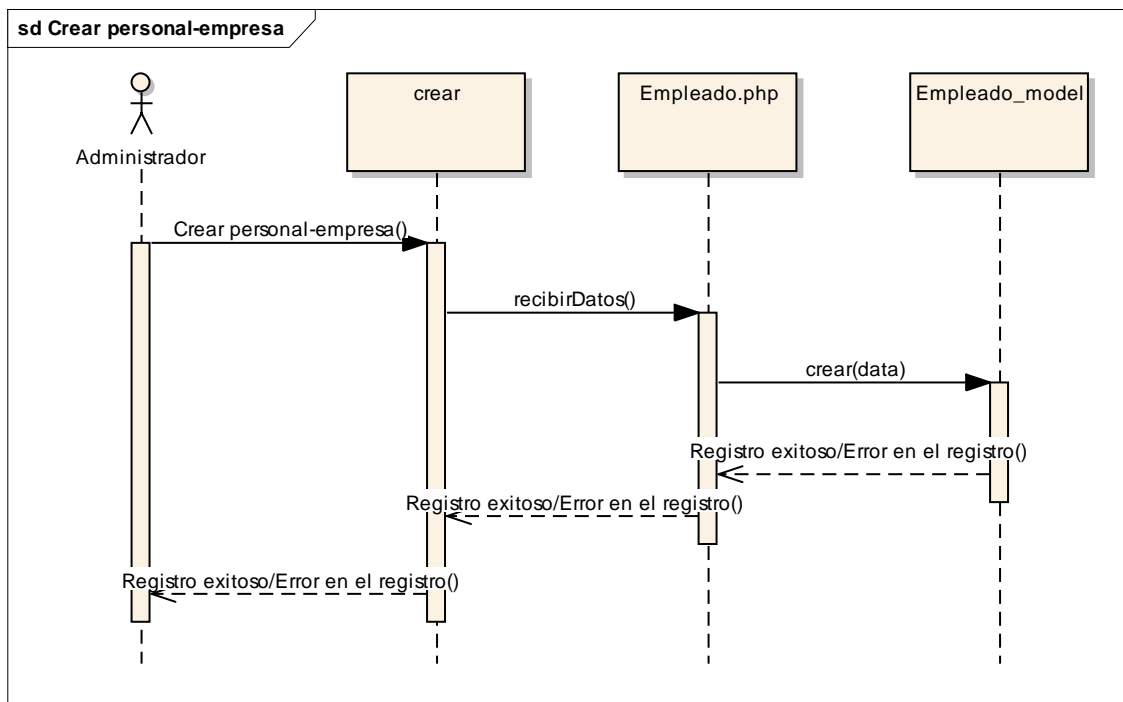 sd Crear personal-empresa
Administrador
crear
Empleado.php
Empleado_model
Crear personal-empresa()
recibirDatos()
crear(data)
Registro exitoso/Error en el registro()
Registro exitoso/Error en el registro()
Registro exitoso/Error en el registro()